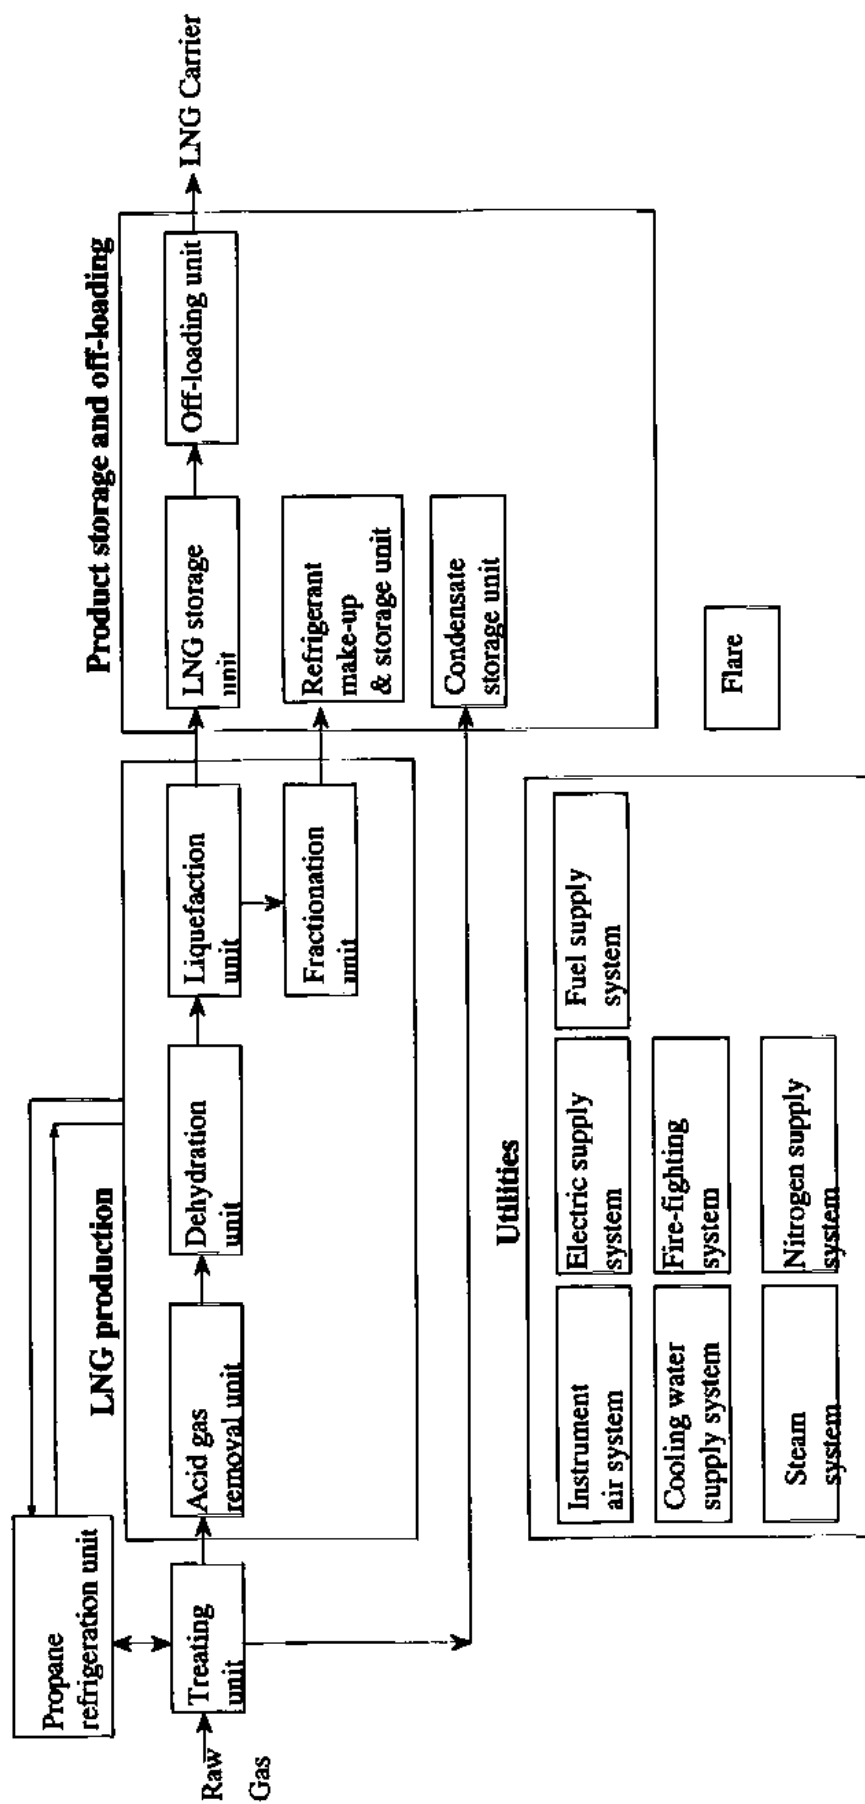 Propane
refrigeration unit
Raw
Gas
Treating
unit
LNG production
Acid gas
removal unit
Dehydration
unit
Liquefaction
unit
Fractionation
unit
Product storage and off-loading
LNG storage
unit
Off-loading unit
LNG Carrier
Refrigerant
make-up
& storage unit
Condensate
storage unit
Utilities
Instrument
air system
Electric supply
system
Fuel supply
system
Cooling water
supply system
Fire-fighting
system
Steam
system
Nitrogen supply
system
Flare